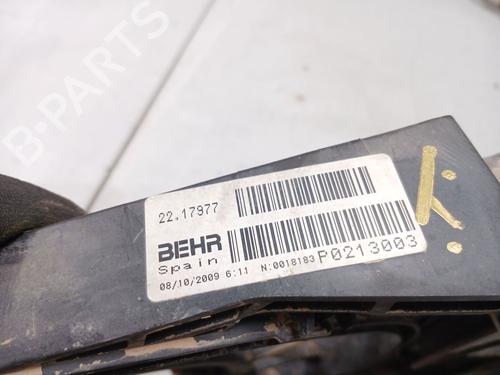 B-PARTS
22.17977
BEHR
Spain
08/10/2009 6:11 N:0018183 P0213003